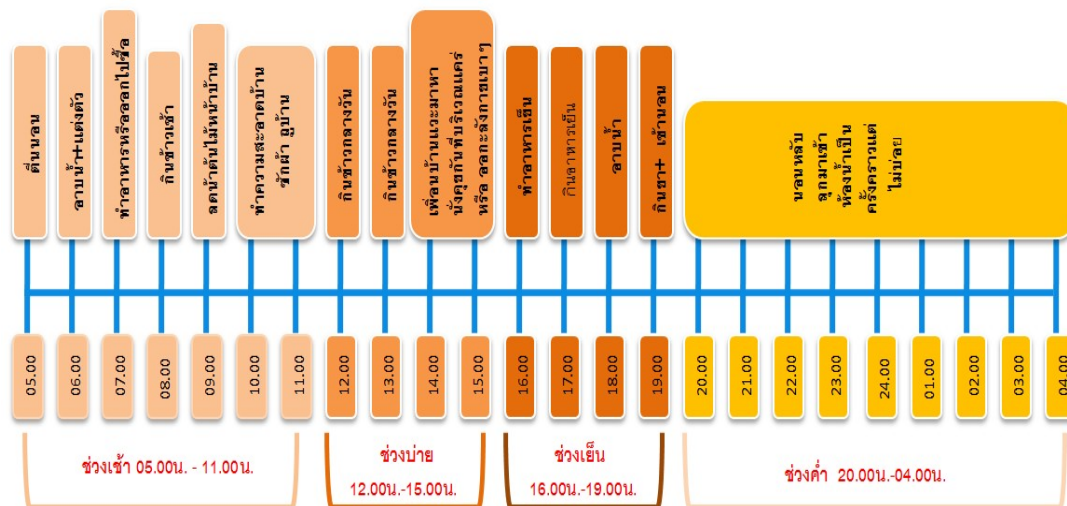 ตื่นนอน
อาบน้ำ+แต่งตัว
ทำอาหารหรือออกไปซื้อ
กินข้าวเช้า
ลดน้ำต้นไม้หน้าบ้าน
ทำความสะอาดบ้าน
ซักผ้า ถูบ้าน
กินข้าวกลางวัน
กินข้าวกลางวัน
เพื่อนบ้านแวะมาหา
นั่งคุยกันที่บริเวณแคร่
หรือ ออกะลังกายเบาๆ
ทำอาหารเย็น
กินอาหารเย็น
อาบน้ำ
กินยา+ เข้านอน
นอนหลับ
ลุกมาเข้า
ห้องน้ำเป็น
ครั้งคราวแต่
ไม่บ่อย
05.00
06.00
07.00
08.00
09.00
10.00
11.00
12.00
13.00
14.00
15.00
16.00
17.00
18.00
19.00
20.00
21.00
22.00
23.00
24.00
01.00
02.00
03.00
04.00
ช่วงเช้า 05.00น. - 11.00น.
ช่วงบ่าย
12.00น.-15.00น.
ช่วงเย็น
16.00น.-19.00น.
ช่วงค่ำ 20.00น.-04.00น.